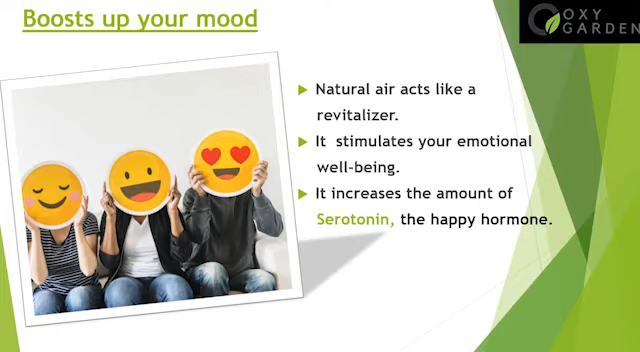 Boosts up your mood
OXY
GARDEN
Natural air acts like a
revitalizer.
It stimulates your emotional
well-being.
It increases the amount of
Serotonin, the happy hormone.